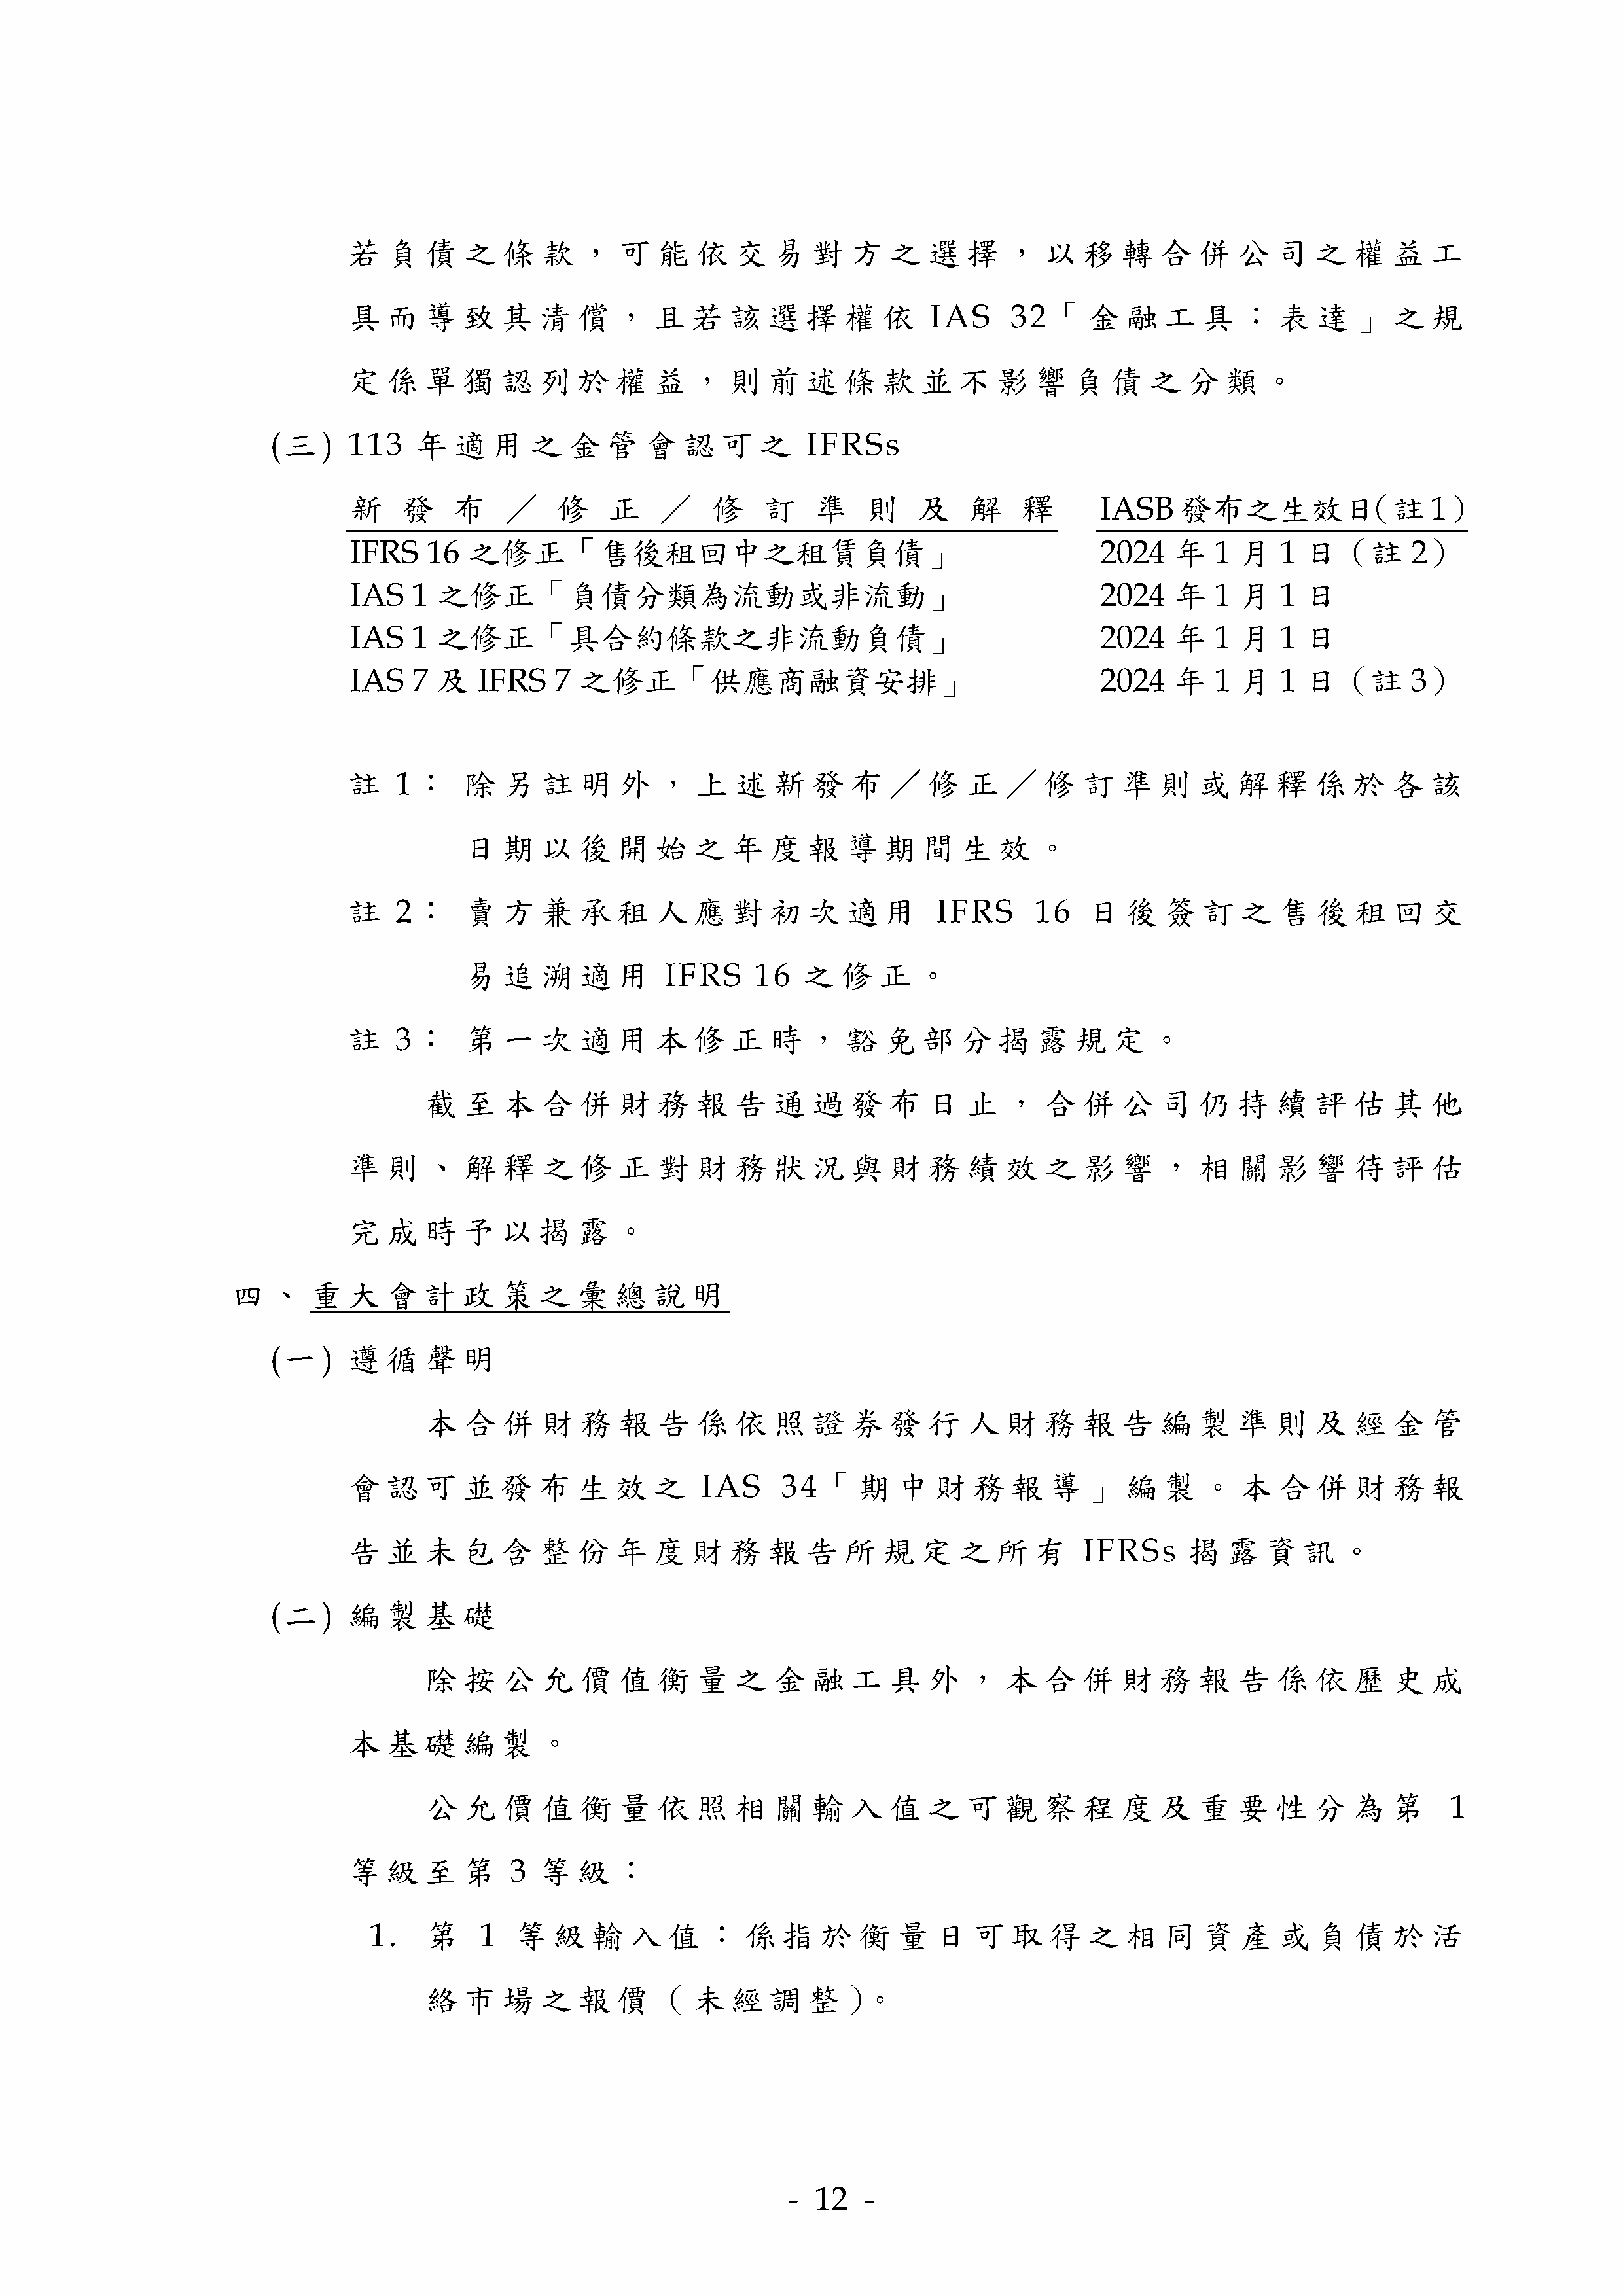 若負債之條款，可能依交易對方之選擇，以移轉合併公司之權益工
具而導致其清償，且若該選擇權依 IAS 32「金融工具：表達」之規
定係單獨認列於權益，則前述條款並不影響負債之分類。
(三) 113 年適用之金管會認可之 IFRSs
新發布／修正／修訂準則及解釋 IASB 發布之生效日(註 1)
IFRS 16 之修正「售後租回中之租賃負債」 2024 年 1 月 1 日（註 2）
IAS 1 之修正「負債分類為流動或非流動」 2024 年 1 月 1 日
IAS 1 之修正「具合約條款之非流動負債」 2024 年 1 月 1 日
IAS 7 及 IFRS 7 之修正「供應商融資安排」 2024 年 1 月 1 日（註 3）
註 1： 除另註明外，上述新發布／修正／修訂準則或解釋係於各該
日期以後開始之年度報導期間生效。
註 2： 賣方兼承租人應對初次適用 IFRS 16 日後簽訂之售後租回交
易追溯適用 IFRS 16 之修正。
註 3： 第一次適用本修正時，豁免部分揭露規定。
截至本合併財務報告通過發布日止，合併公司仍持續評估其他
準則、解釋之修正對財務狀況與財務績效之影響，相關影響待評估
完成時予以揭露。
四、重大會計政策之彙總說明
(一) 遵循聲明
本合併財務報告係依照證券發行人財務報告編製準則及經金管
會認可並發布生效之 IAS 34「期中財務報導」編製。本合併財務報
告並未包含整份年度財務報告所規定之所有 IFRSs 揭露資訊。
(二) 編製基礎
除按公允價值衡量之金融工具外，本合併財務報告係依歷史成
本基礎編製。
公允價值衡量依照相關輸入值之可觀察程度及重要性分為第 1
等級至第 3 等級：
1. 第 1 等級輸入值：係指於衡量日可取得之相同資產或負債於活
絡市場之報價（未經調整）。
- 12 -